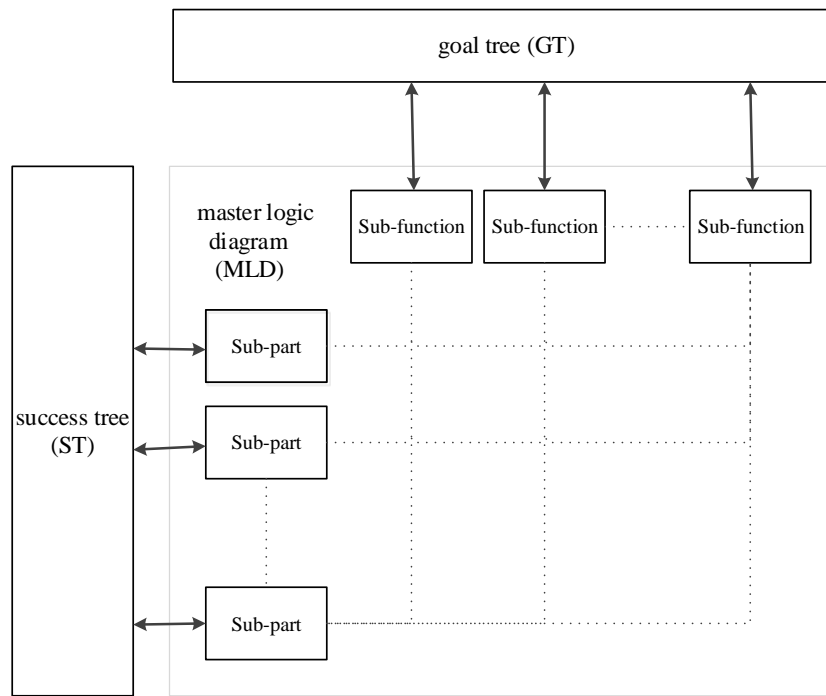 goal tree (GT)
master logic
diagram
(MLD)
Sub-function
Sub-function
Sub-function
Sub-part
success tree
(ST)
Sub-part
Sub-part